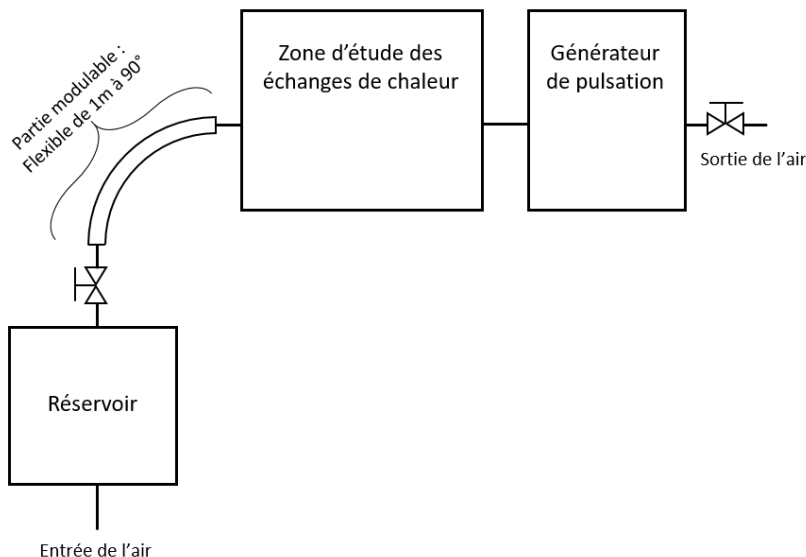 Partie modulable :
Flexible de 1m à 90°
Zone d’étude des
échanges de chaleur
Générateur
de pulsation
Sortie de l’air
Réservoir
Entrée de l’air